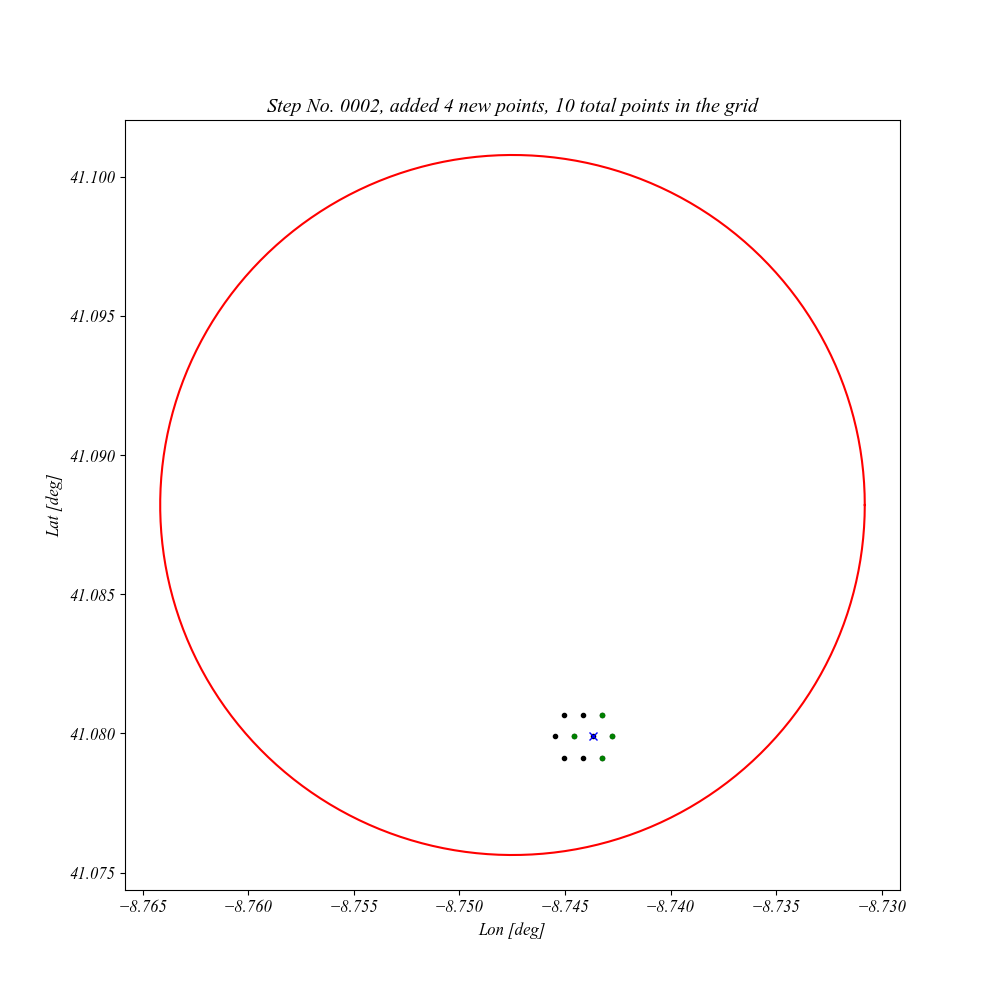 Step No. 0002, added 4 new points, 10 total points in the grid
41.100
41.095
41.090
41.085
41.080
41.075
Lat [deg]
−8.765 −8.760 −8.755 −8.750 −8.745 −8.740 −8.735 −8.730
Lon [deg]